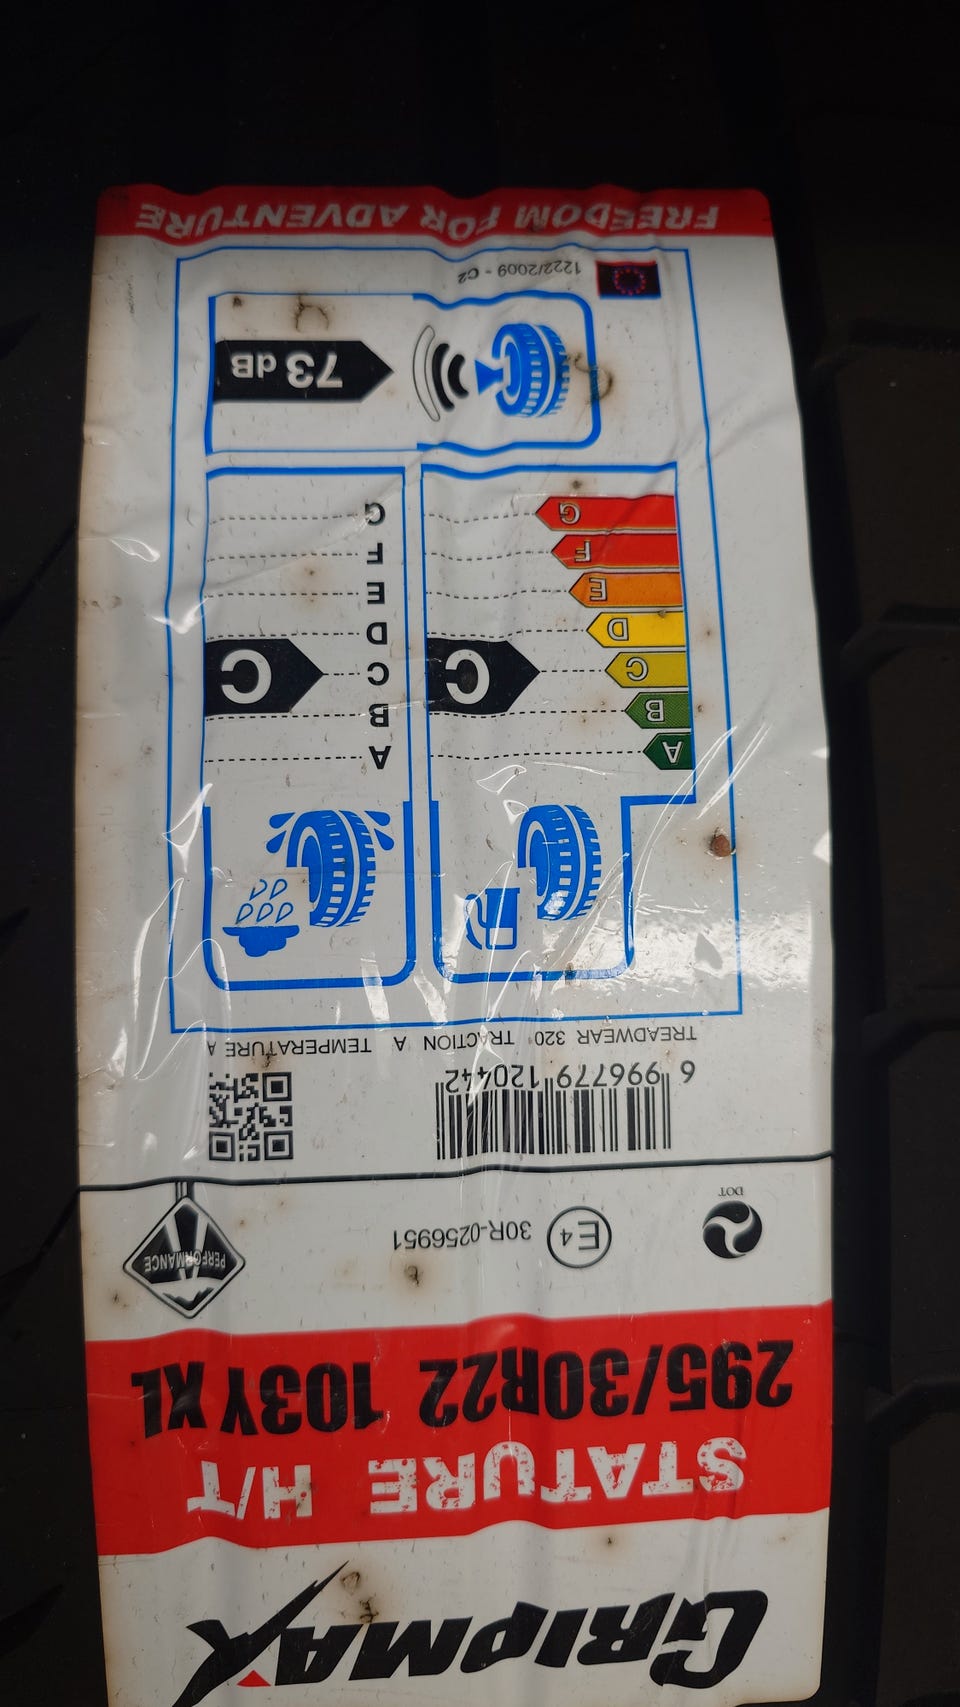 GRIPMAX
STATURE H/T
295/30R22 103Y XL
DOT
E4 30R-0256951
PERFORMANCE
6 996779 120442
TREADWEAR 320 TRACTION A TEMPERATURE A
A
B
C
D
E
F
G
C
A
B
C
D
E
F
G
C
73 dB
1222/2009 - C2
FREEDOM FOR ADVENTURE